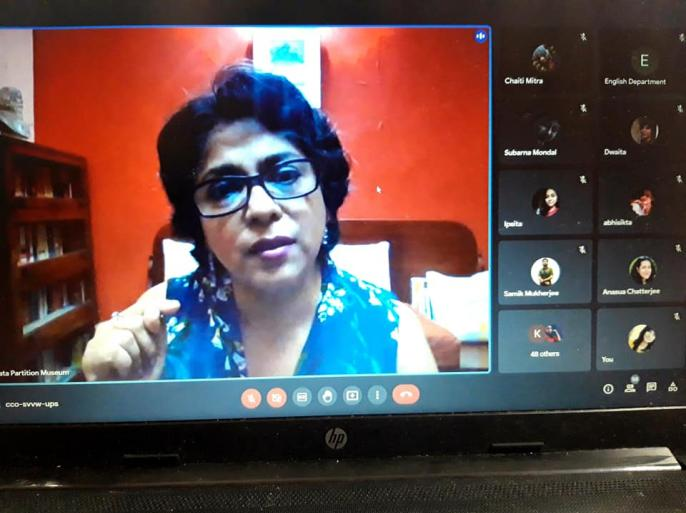 Chaiti Mitra
E
English Department
Subarna Mondal
Dwaita
Ipsita
abhisikta
Samik Mukherjee
Anasua Chatterjee
K
48 others
You
ata Partition Museum
cco-svvw-ups
hp